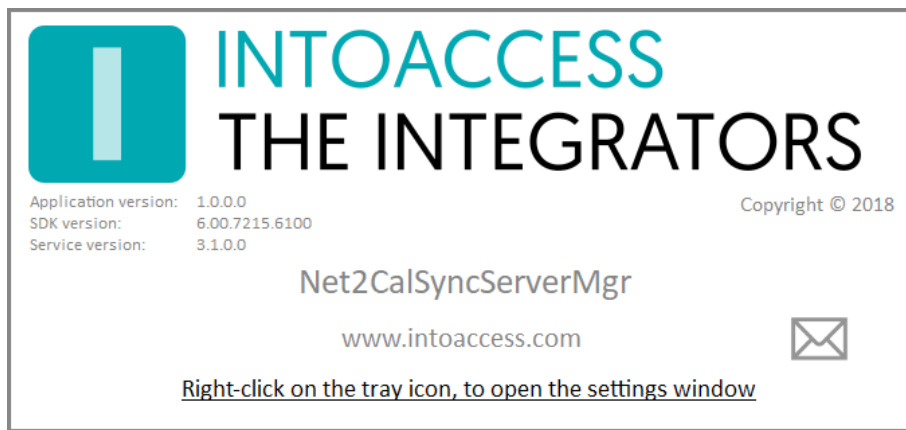 INTOACCESS
THE INTEGRATORS
Application version: 1.0.0.0
Copyright © 2018
SDK version: 6.00.7215.6100
Service version: 3.1.0.0
Net2CalSyncServerMgr
www.intoaccess.com
Right-click on the tray icon, to open the settings window